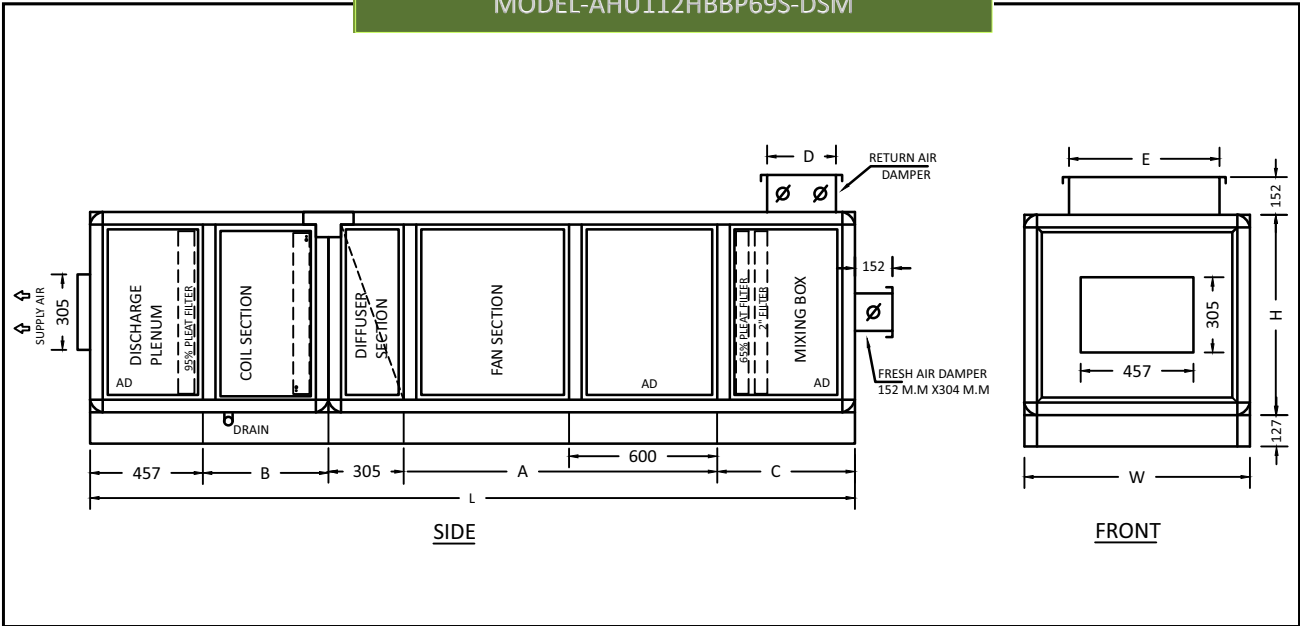 MODEL-AHU112HBBP69S-DSM
D
RETURN AIR
DAMPER
E
152
152
SUPPLY AIR
305
DISCHARGE
PLENUM
95% PLEAT FILTER
AD
COIL SECTION
DIFFUSER
SECTION
FAN SECTION
AD
65% PLEAT FILTER
2" FILTER
MIXING BOX
AD
FRESH AIR DAMPER
152 M.M X304 M.M
305
457
H
127
DRAIN
457
B
305
A
600
C
L
W
SIDE
FRONT